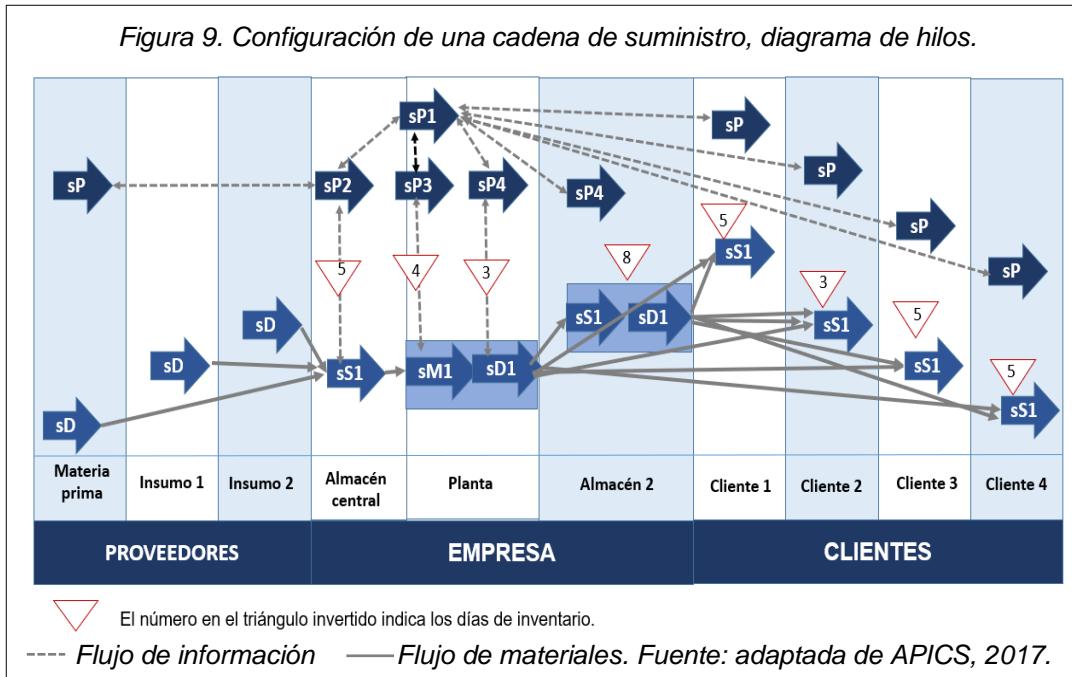 Figura 9. Configuración de una cadena de suministro, diagrama de hilos.
sP1
sP
sP
sP
sP2
sP3
sP4
sP4
sP
sP
5
sS1
5
4
3
8
3
5
sD
sS1
sD1
sS1
sD
sS1
sM1
sD1
sS1
5
sD
sS1
Materia prima
Insumo 1
Insumo 2
Almacén central
Planta
Almacén 2
Cliente 1
Cliente 2
Cliente 3
Cliente 4
PROVEEDORES
EMPRESA
CLIENTES
El número en el triángulo invertido indica los días de inventario.
Flujo de información
Flujo de materiales. Fuente: adaptada de APICS, 2017.